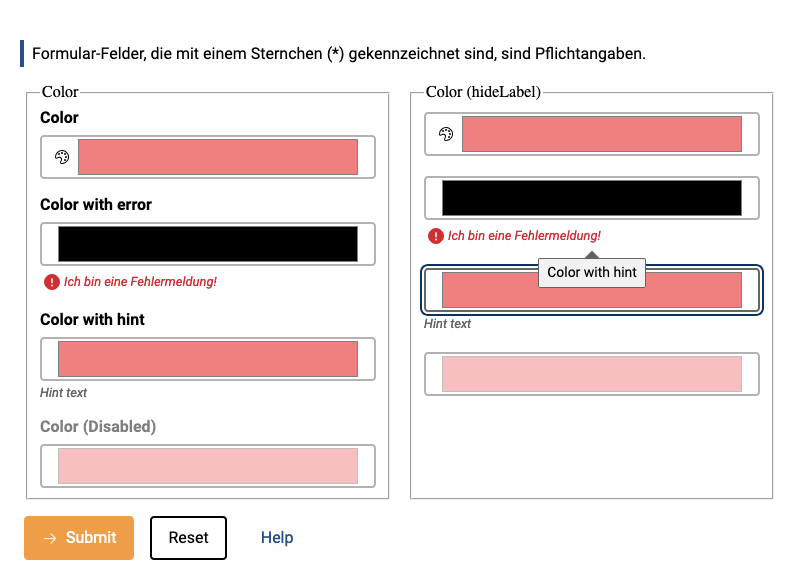 Formular-Felder, die mit einem Sternchen (*) gekennzeichnet sind, sind Pflichtangaben.
Color
Color
Color with error
Ich bin eine Fehlermeldung!
Color with hint
Hint text
Color (Disabled)
Color (hideLabel)
Ich bin eine Fehlermeldung!
Color with hint
Hint text
→ Submit
Reset
Help